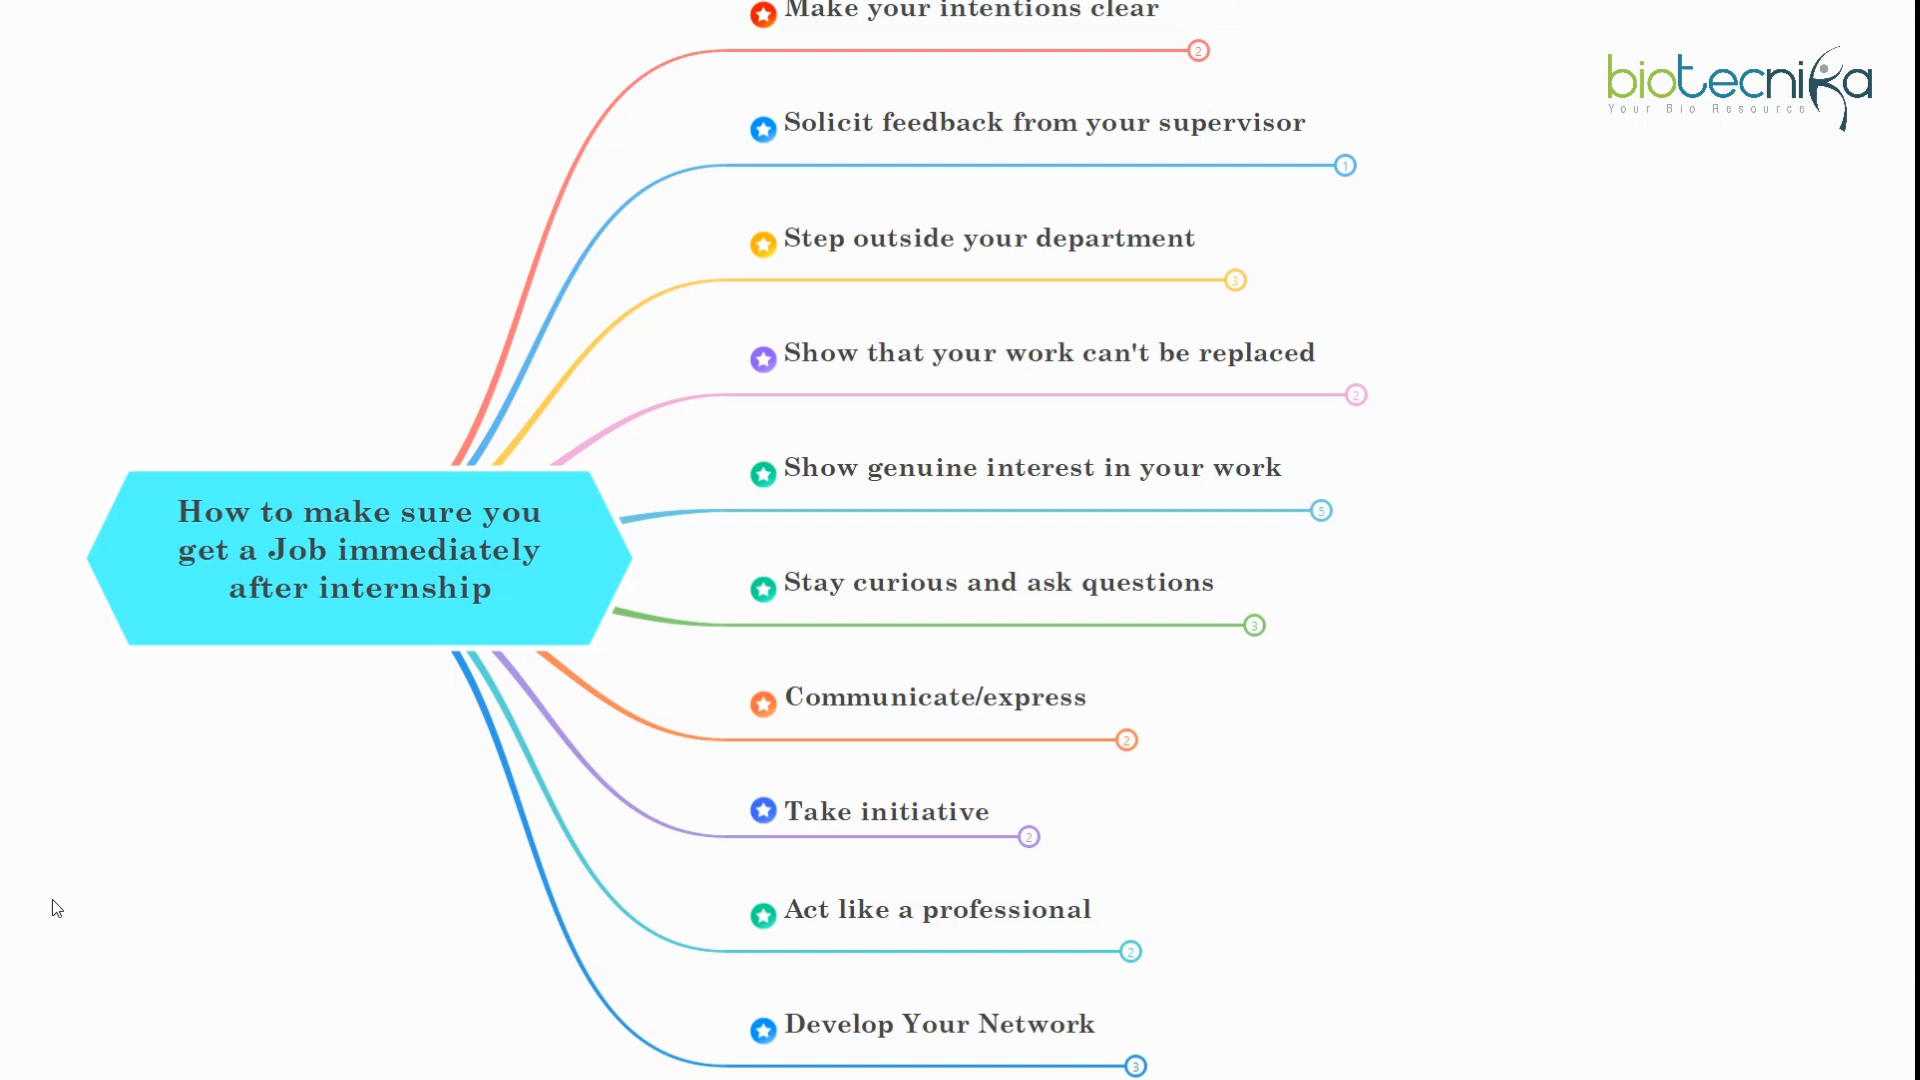 Make your intentions clear
2
biotecnika
Your Bio Resource
Solicit feedback from your supervisor
1
Step outside your department
3
Show that your work can't be replaced
2
Show genuine interest in your work
5
How to make sure you
get a Job immediately
after internship
Stay curious and ask questions
3
Communicate/express
2
Take initiative
2
Act like a professional
2
Develop Your Network
3